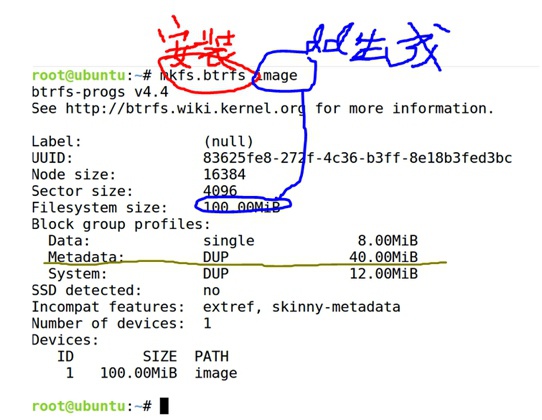 安装 dd生成
root@ubuntu:~# mkfs.btrfs image
btrfs-progs v4.4
See http://btrfs.wiki.kernel.org for more information.
Label: (null)
UUID: 83625fe8-272f-4c36-b3ff-8e18b3fed3bc
Node size: 16384
Sector size: 4096
Filesystem size: 100.00MiB
Block group profiles:
Data: single 8.00MiB
Metadata: DUP 40.00MiB
System: DUP 12.00MiB
SSD detected: no
Incompat features: extref, skinny-metadata
Number of devices: 1
Devices:
ID SIZE PATH
1 100.00MiB image
root@ubuntu:~#